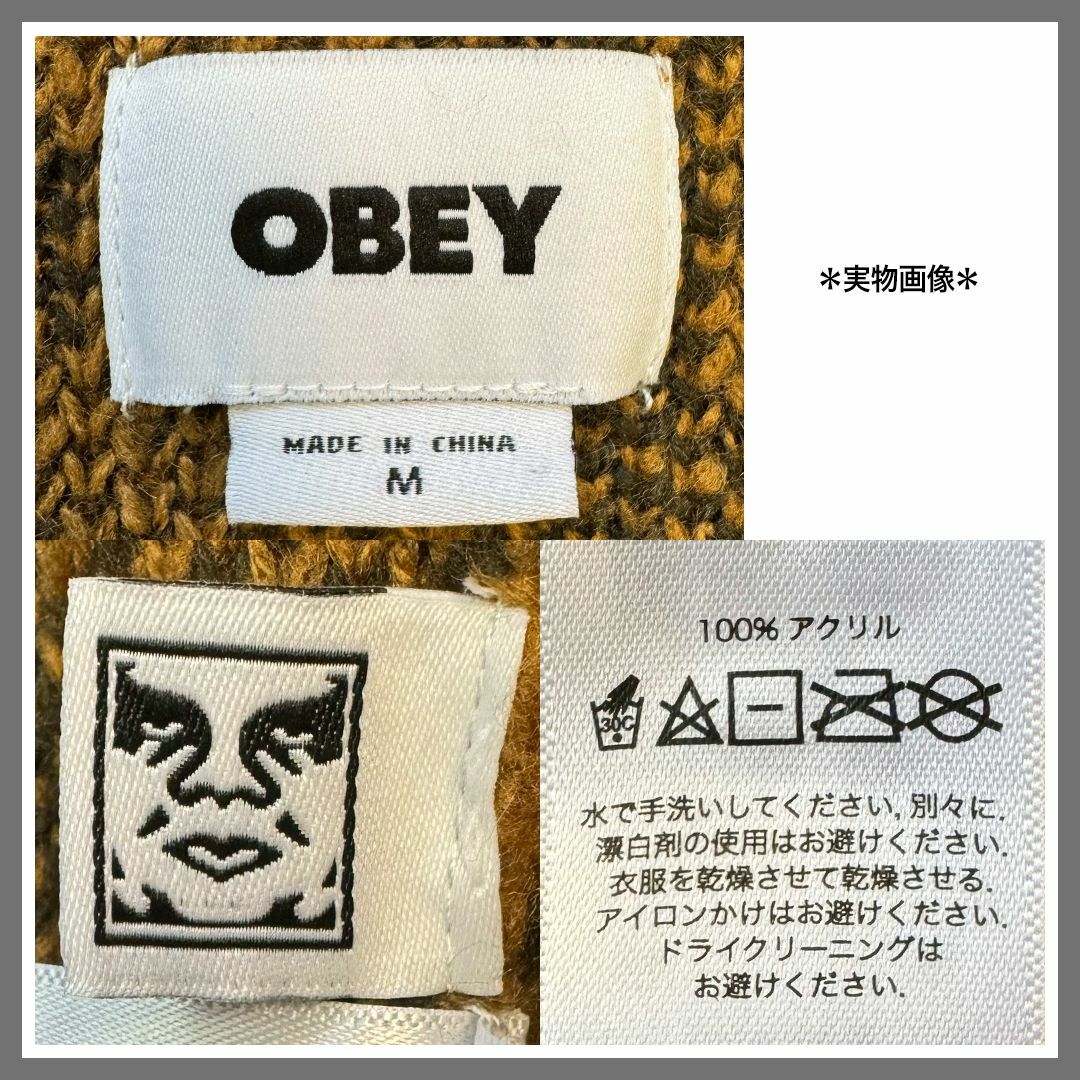 OBEY
MADE IN CHINA
M
＊実物画像＊
100% アクリル
30C
水で手洗いしてください, 別々に.
漂白剤の使用はお避けください.
衣服を乾燥させて乾燥させる.
アイロンかけはお避けください.
ドライクリーニングは
お避けください.